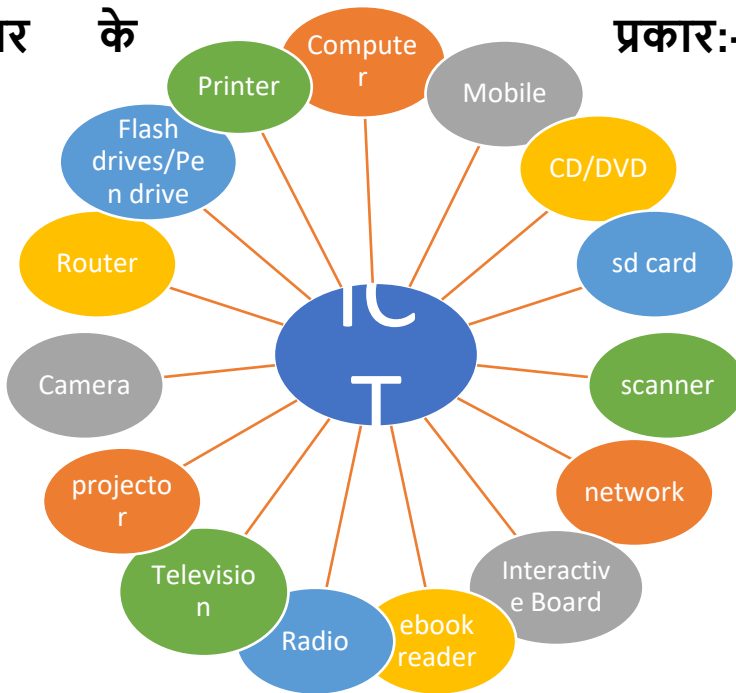 के प्रकार:-
Compute
r
Mobile
CD/DVD
sd card
scanner
network
Interactiv
e Board
ebook
reader
Radio
Televisio
n
projecto
r
Camera
Router
Flash
drives/Pe
n drive
Printer
IC
T